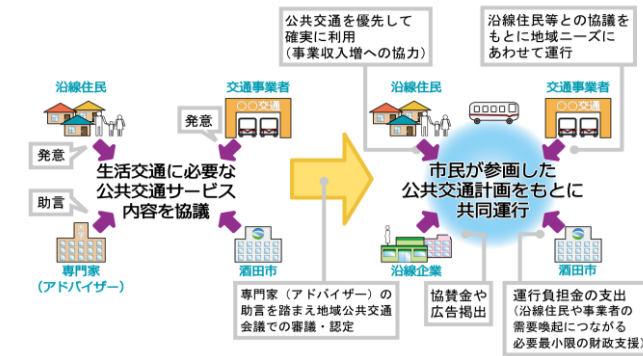 公共交通を優先して
確実に利用
(事業収入増への協力)
沿線住民等との協議を
もとに地域ニーズに
あわせて運行
沿線住民
交通事業者
〇〇交通
発意
発意
生活交通に必要な
公共交通サービス
内容を協議
助言
専門家
(アドバイザー)
酒田市
専門家(アドバイザー)の
助言を踏まえ地域公共交通
会議での審議・認定
沿線住民
交通事業者
〇〇交通
市民が参画した
公共交通計画をもとに
共同運行
沿線企業
酒田市
協賛金や
広告掲出
運行負担金の支出
(沿線住民や事業者の
需要喚起につながる
必要最小限の財政支援)